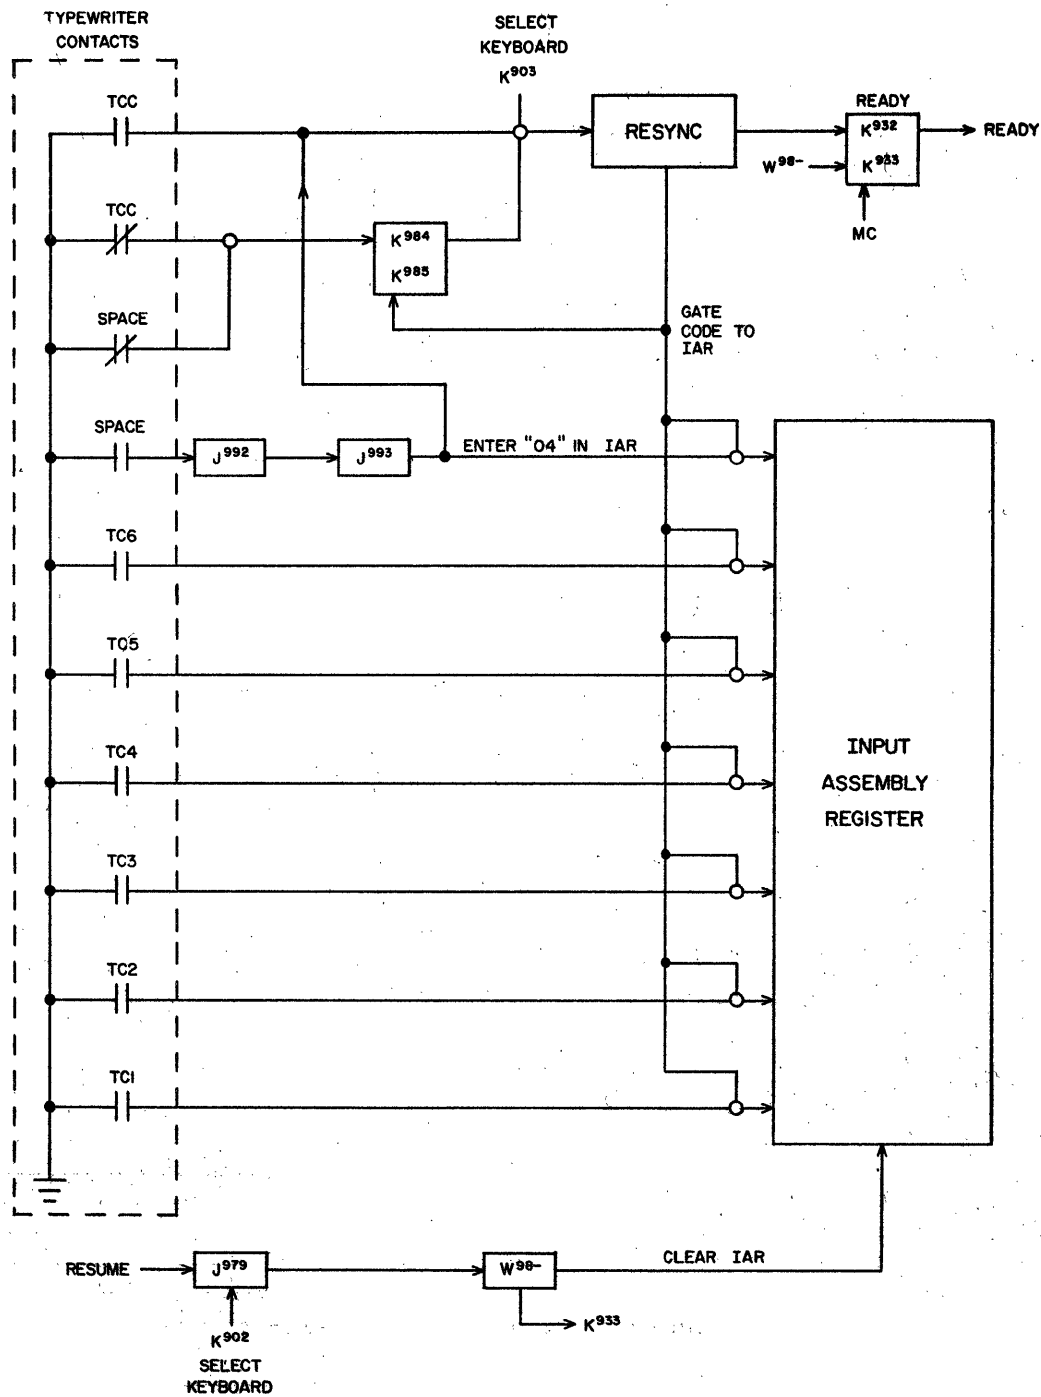 TYPEWRITER
CONTACTS
SELECT
KEYBOARD
K903
TCC
RESYNC
READY
K932
READY
W98-
K933
MC
TCC
K984
K985
SPACE
GATE
CODE TO
IAR
SPACE
J992
J993
ENTER "04" IN IAR
TC6
TO5
TC4
INPUT
ASSEMBLY
REGISTER
TC3
TC2
TC1
RESUME
J979
W98-
CLEAR IAR
K933
K902
SELECT
KEYBOARD